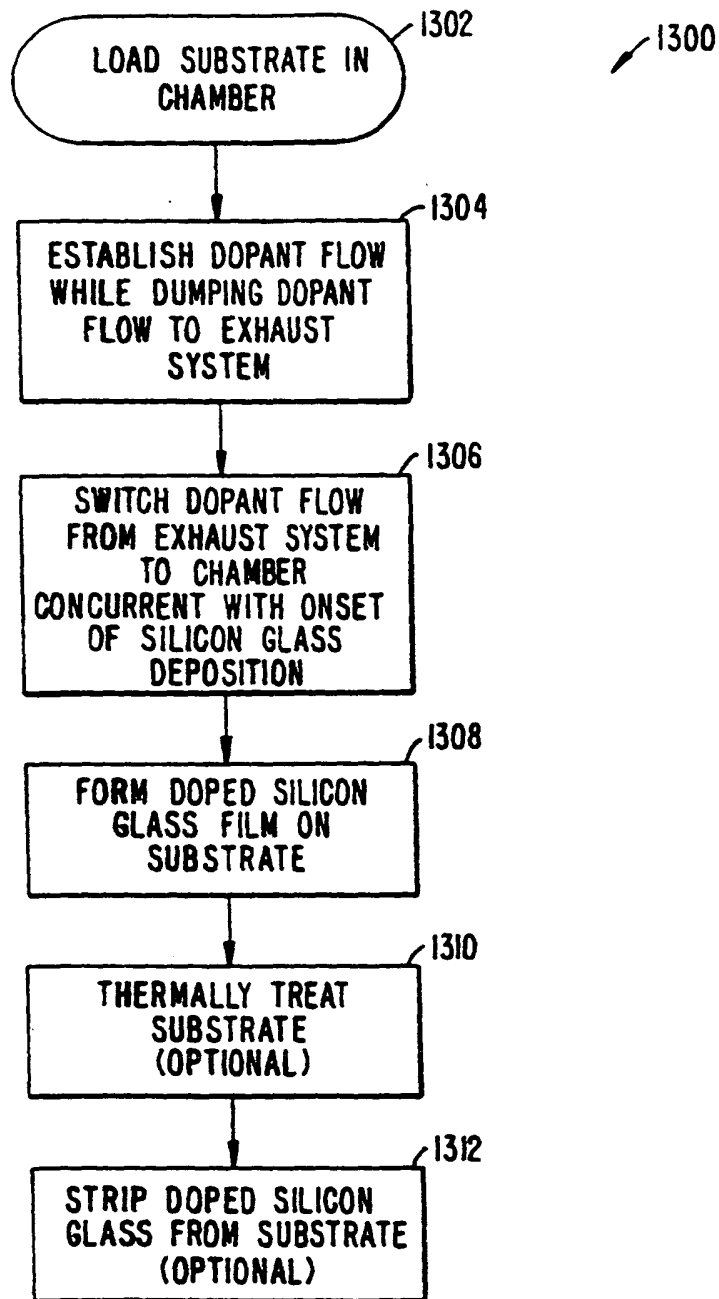 1302
1300
LOAD SUBSTRATE IN
CHAMBER
1304
ESTABLISH DOPANT FLOW
WHILE DUMPING DOPANT
FLOW TO EXHAUST
SYSTEM
1306
SWITCH DOPANT FLOW
FROM EXHAUST SYSTEM
TO CHAMBER
CONCURRENT WITH ONSET
OF SILICON GLASS
DEPOSITION
1308
FORM DOPED SILICON
GLASS FILM ON
SUBSTRATE
1310
THERMALLY TREAT
SUBSTRATE
(OPTIONAL)
1312
STRIP DOPED SILICON
GLASS FROM SUBSTRATE
(OPTIONAL)